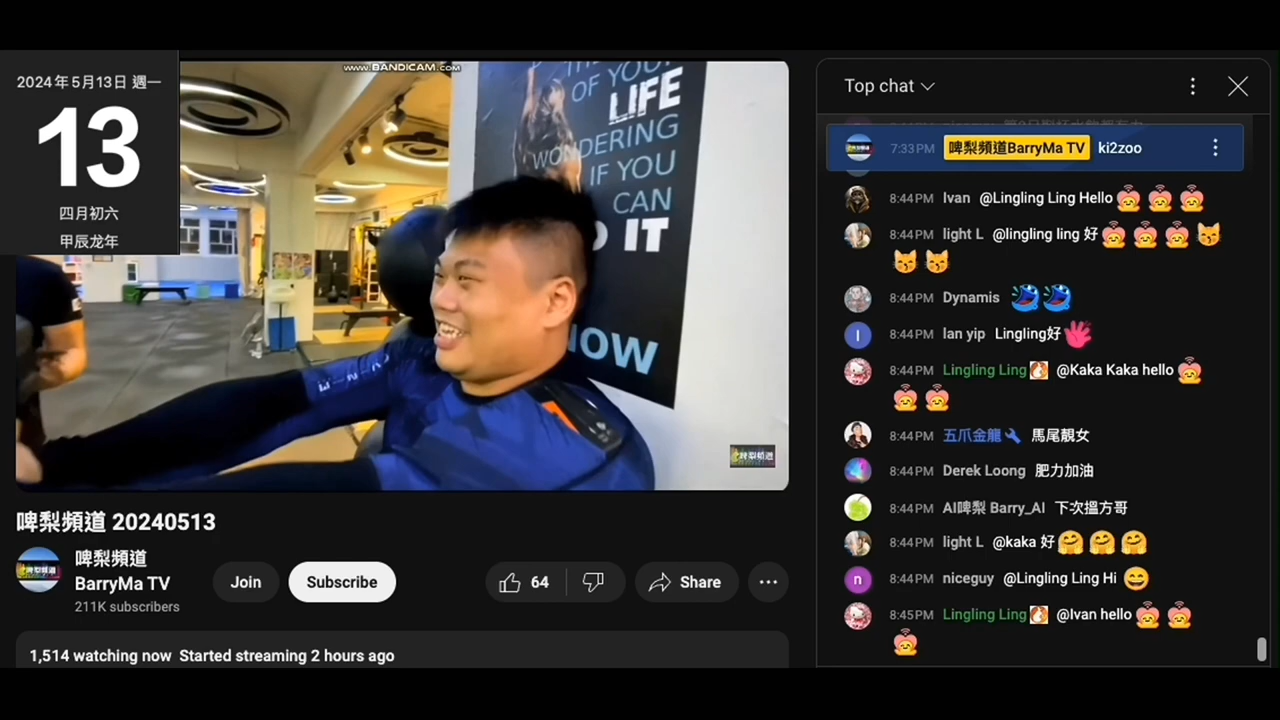 2024年5月13日 週一
13
四月初六
甲辰龙年
www.BANDICAM.com
OF YOUR
LIFE
WONDERING
IF YOU
CAN
DO IT
NOW
啤梨頻道
啤梨頻道 20240513
啤梨頻道
BarryMa TV
211K subscribers
Join
Subscribe
64
Share
1,514 watching now Started streaming 2 hours ago
Top chat
7:33 PM 啤梨頻道BarryMa TV ki2zoo
8:44 PM Ivan @Lingling Ling Hello
8:44 PM light L @lingling ling 好
8:44 PM Dynamis
8:44 PM lan yip Lingling好
8:44 PM Lingling Ling @Kaka Kaka hello
8:44 PM 五爪金龍 馬尾靚女
8:44 PM Derek Loong 肥力加油
8:44 PM AI啤梨 Barry_AI 下次搵方哥
8:44 PM light L @kaka 好
8:44 PM niceguy @Lingling Ling Hi
8:45 PM Lingling Ling @Ivan hello